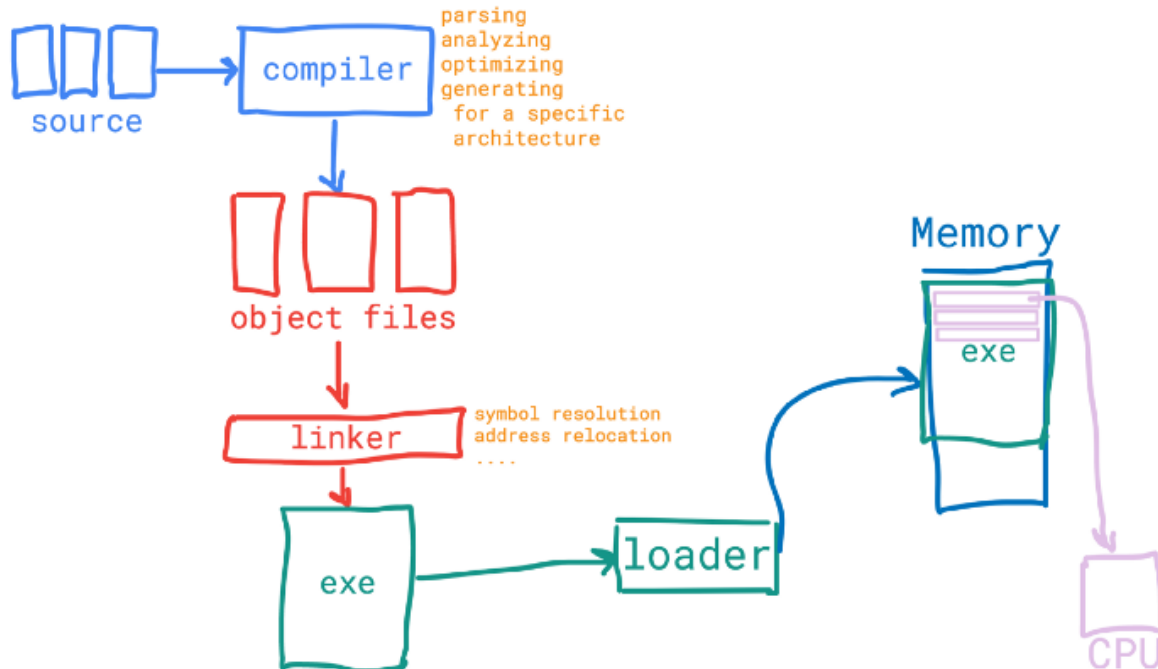 parsing
analyzing
optimizing
generating
for a specific
architecture
compiler
source
object files
linker
symbol resolution
address relocation
....
exe
loader
Memory
exe
CPU